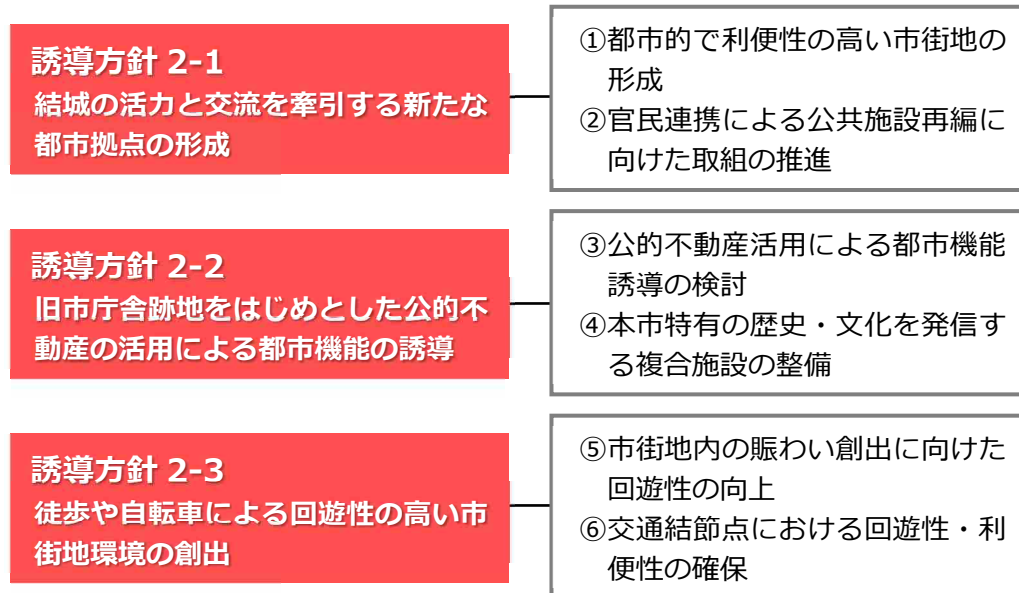 誘導方針 2-1
結城の活力と交流を牽引する新たな
都市拠点の形成
①都市的で利便性の高い市街地の
形成
②官民連携による公共施設再編に
向けた取組の推進
誘導方針 2-2
旧市庁舎跡地をはじめとした公的不
動産の活用による都市機能の誘導
③公的不動産活用による都市機能
誘導の検討
④本市特有の歴史・文化を発信す
る複合施設の整備
誘導方針 2-3
徒歩や自転車による回遊性の高い市
街地環境の創出
⑤市街地内の賑わい創出に向けた
回遊性の向上
⑥交通結節点における回遊性・利
便性の確保